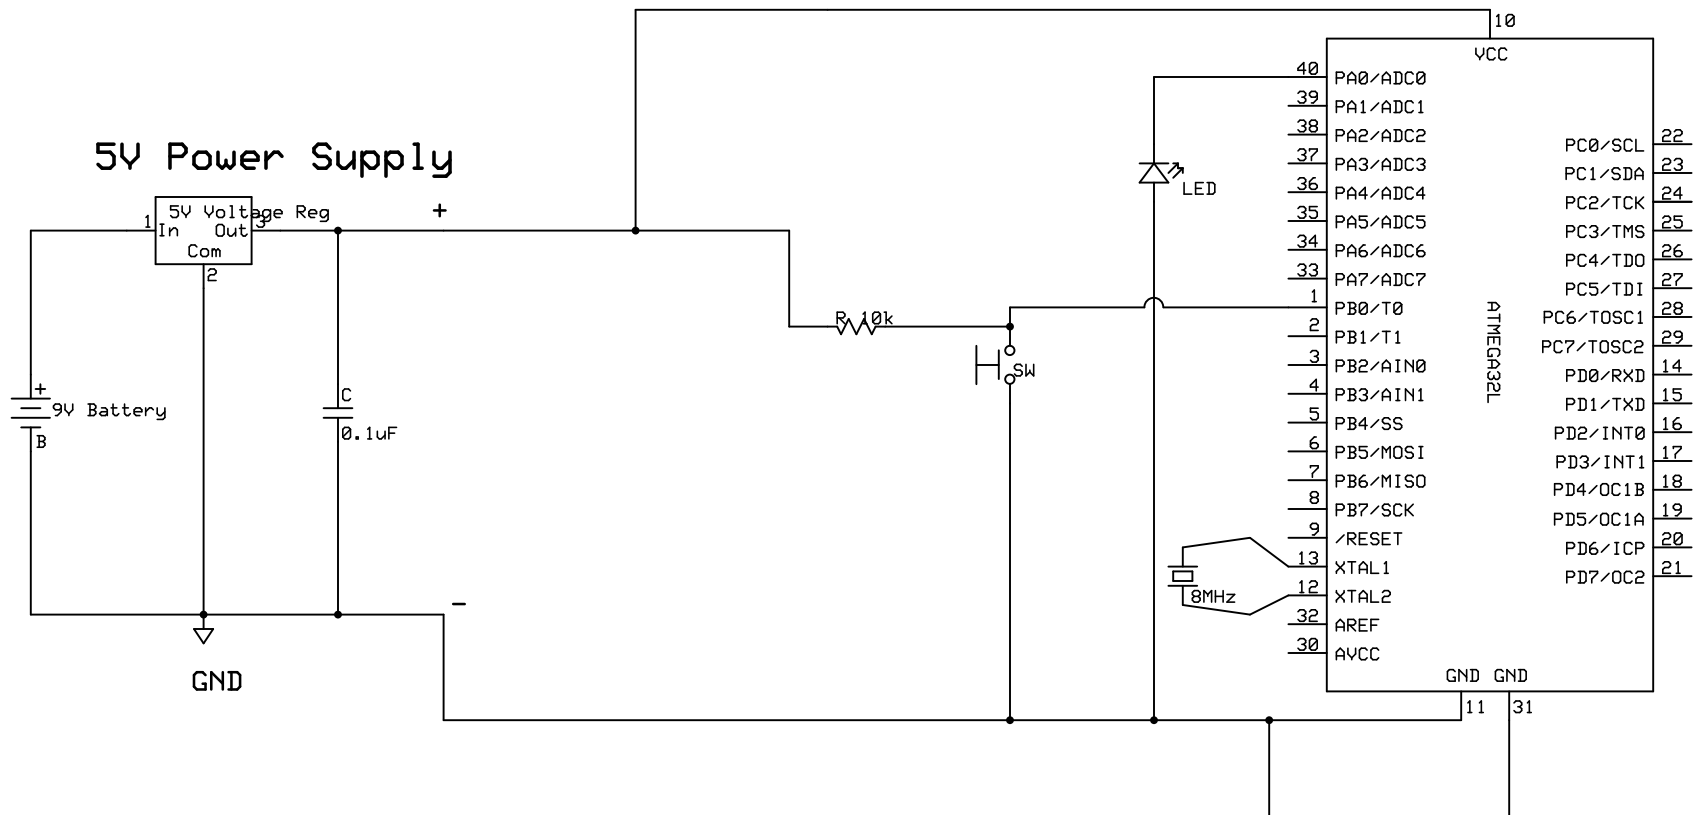 10
VCC
5V Power Supply
5V Voltage Reg
1
In
Out
3
Com
2
+
+
9V Battery
B
C
0.1uF
-
GND
R 10k
SW
LED
8MHz
ATMEGA32L
40 PA0/ADC0
39 PA1/ADC1
38 PA2/ADC2
37 PA3/ADC3
36 PA4/ADC4
35 PA5/ADC5
34 PA6/ADC6
33 PA7/ADC7
1 PB0/T0
2 PB1/T1
3 PB2/AIN0
4 PB3/AIN1
5 PB4/SS
6 PB5/MOSI
7 PB6/MISO
8 PB7/SCK
9 /RESET
13 XTAL1
12 XTAL2
32 AREF
30 AVCC
PC0/SCL 22
PC1/SDA 23
PC2/TCK 24
PC3/TMS 25
PC4/TDO 26
PC5/TDI 27
PC6/TOSC1 28
PC7/TOSC2 29
PD0/RXD 14
PD1/TXD 15
PD2/INT0 16
PD3/INT1 17
PD4/OC1B 18
PD5/OC1A 19
PD6/ICP 20
PD7/OC2 21
GND GND
11 31